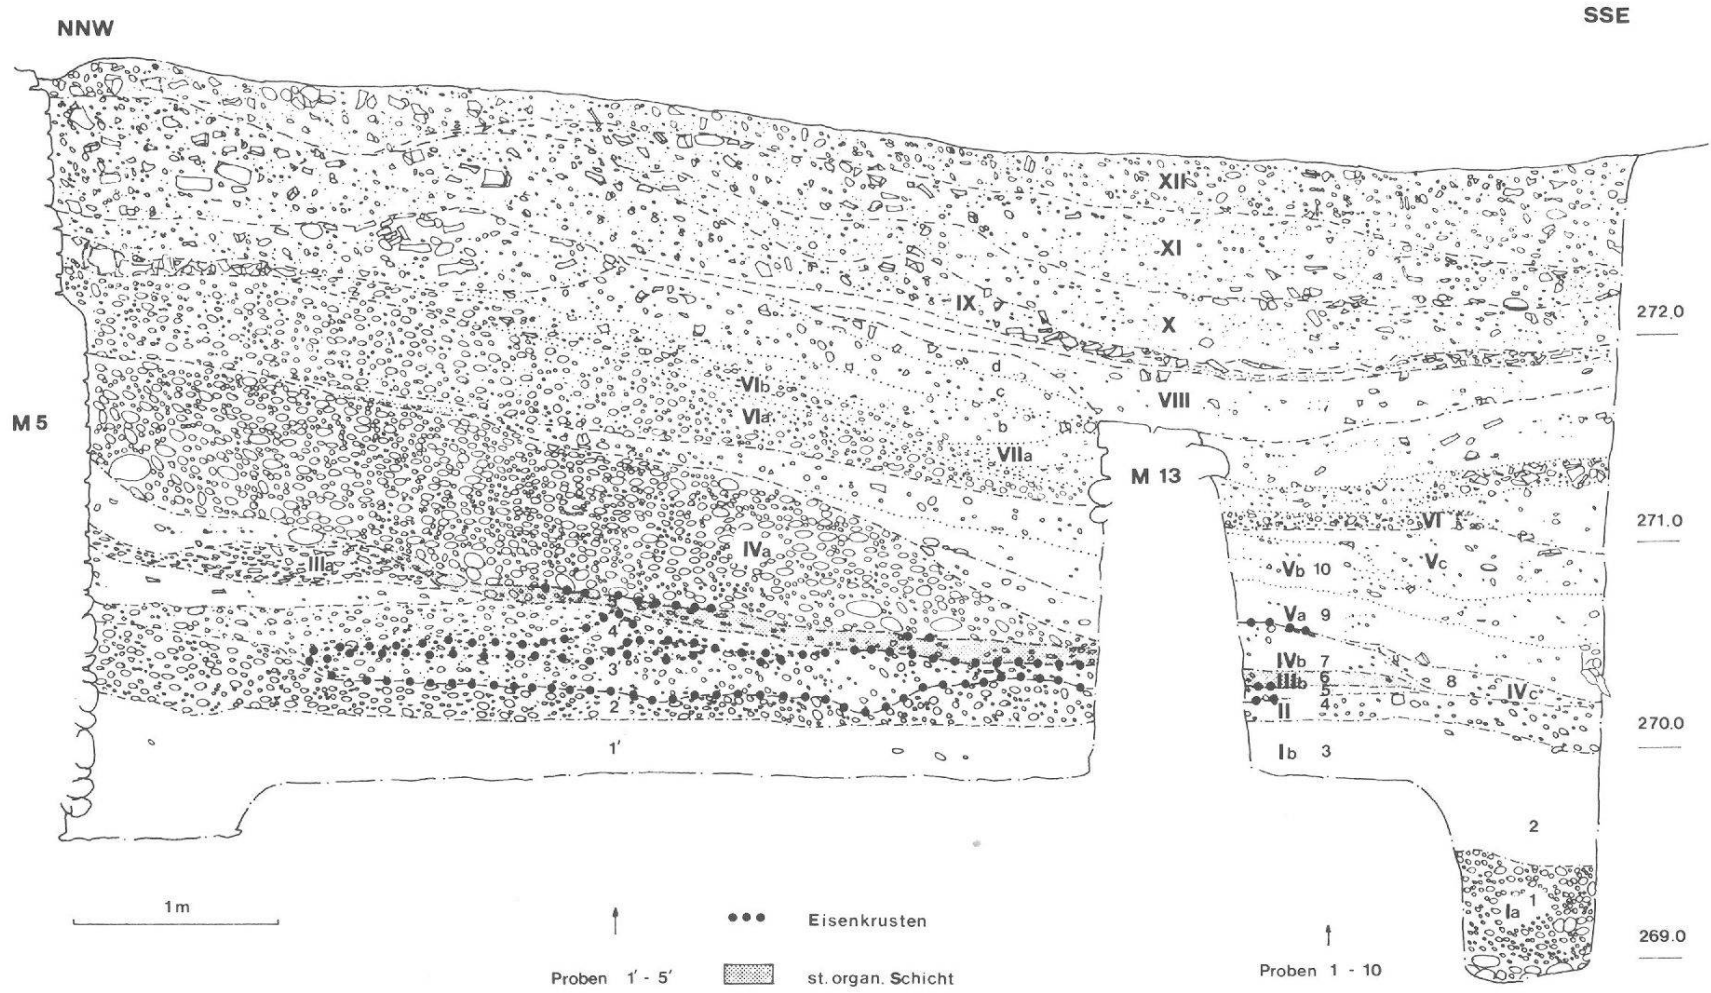 NNW
SSE
XII
XI
IX
X
272.0
d
VIb
c
VIII
M 5
VIa
b
VIIa
M 13
VI
271.0
IVa
Vc
IIIa
Vb 10
Va 9
5
4
IVb 7
3
6
IIIb
8
5
IVc
2
4
II
270.0
1'
Ib 3
2
1
Ia
1m
Eisenkrusten
269.0
Proben 1' - 5'
st. organ. Schicht
Proben 1 - 10